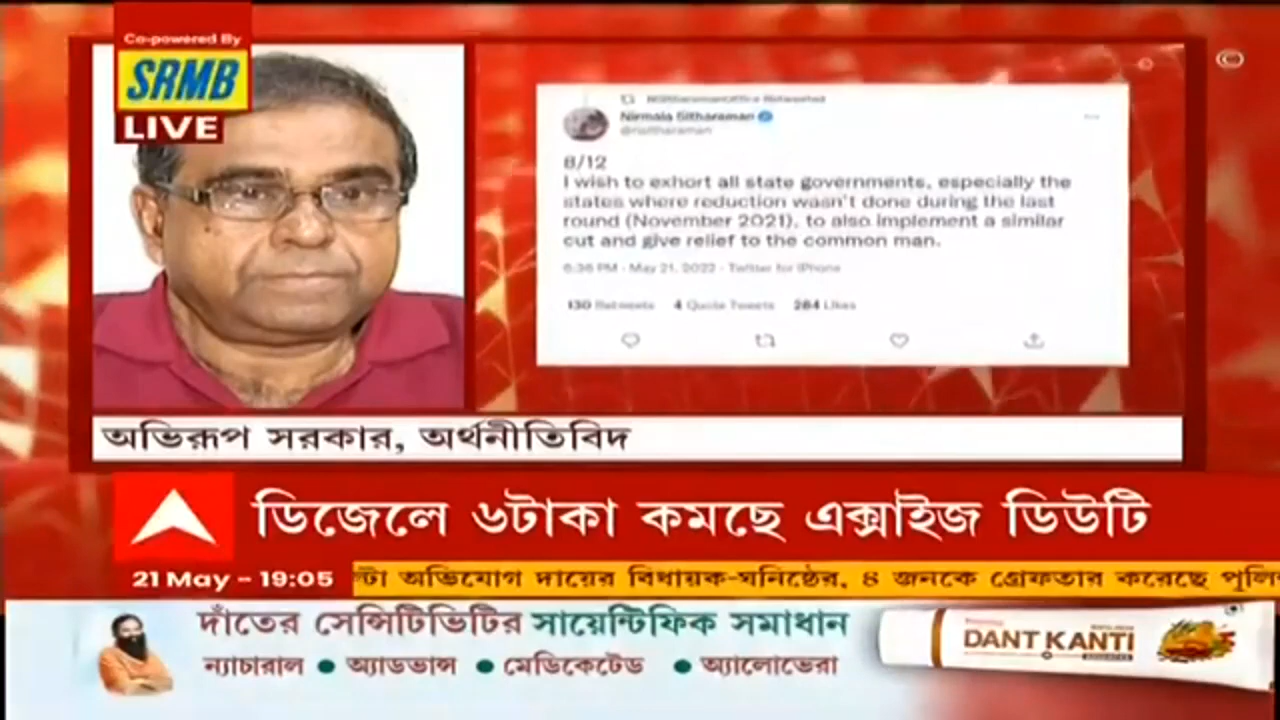 Co-powered By
SRMB
LIVE
©
Nirmala Sitharaman
@nsitharaman
8/12
I wish to exhort all state governments, especially the
states where reduction wasn't done during the last
round (November 2021), to also implement a similar
cut and give relief to the common man.
6:36 PM - May 21, 2022 - Twitter for iPhone
130 Retweets 4 Quote Tweets 284 Likes
অভিরূপ সরকার, অর্থনীতিবিদ
ডিজেলে ৬টাকা কমছে এক্সাইজ ডিউটি
21 May - 19:05
ল্টা অভিযোগ দায়ের বিধায়ক-ঘনিষ্ঠের, ৪ জনকে গ্রেফতার করেছে পুলি
দাঁতের সেন্সিটিভিটির সায়েন্টিফিক সমাধান
ন্যাচারাল ● অ্যাডভান্স ● মেডিকেটেড ● অ্যালোভেরা
DANT KANTI